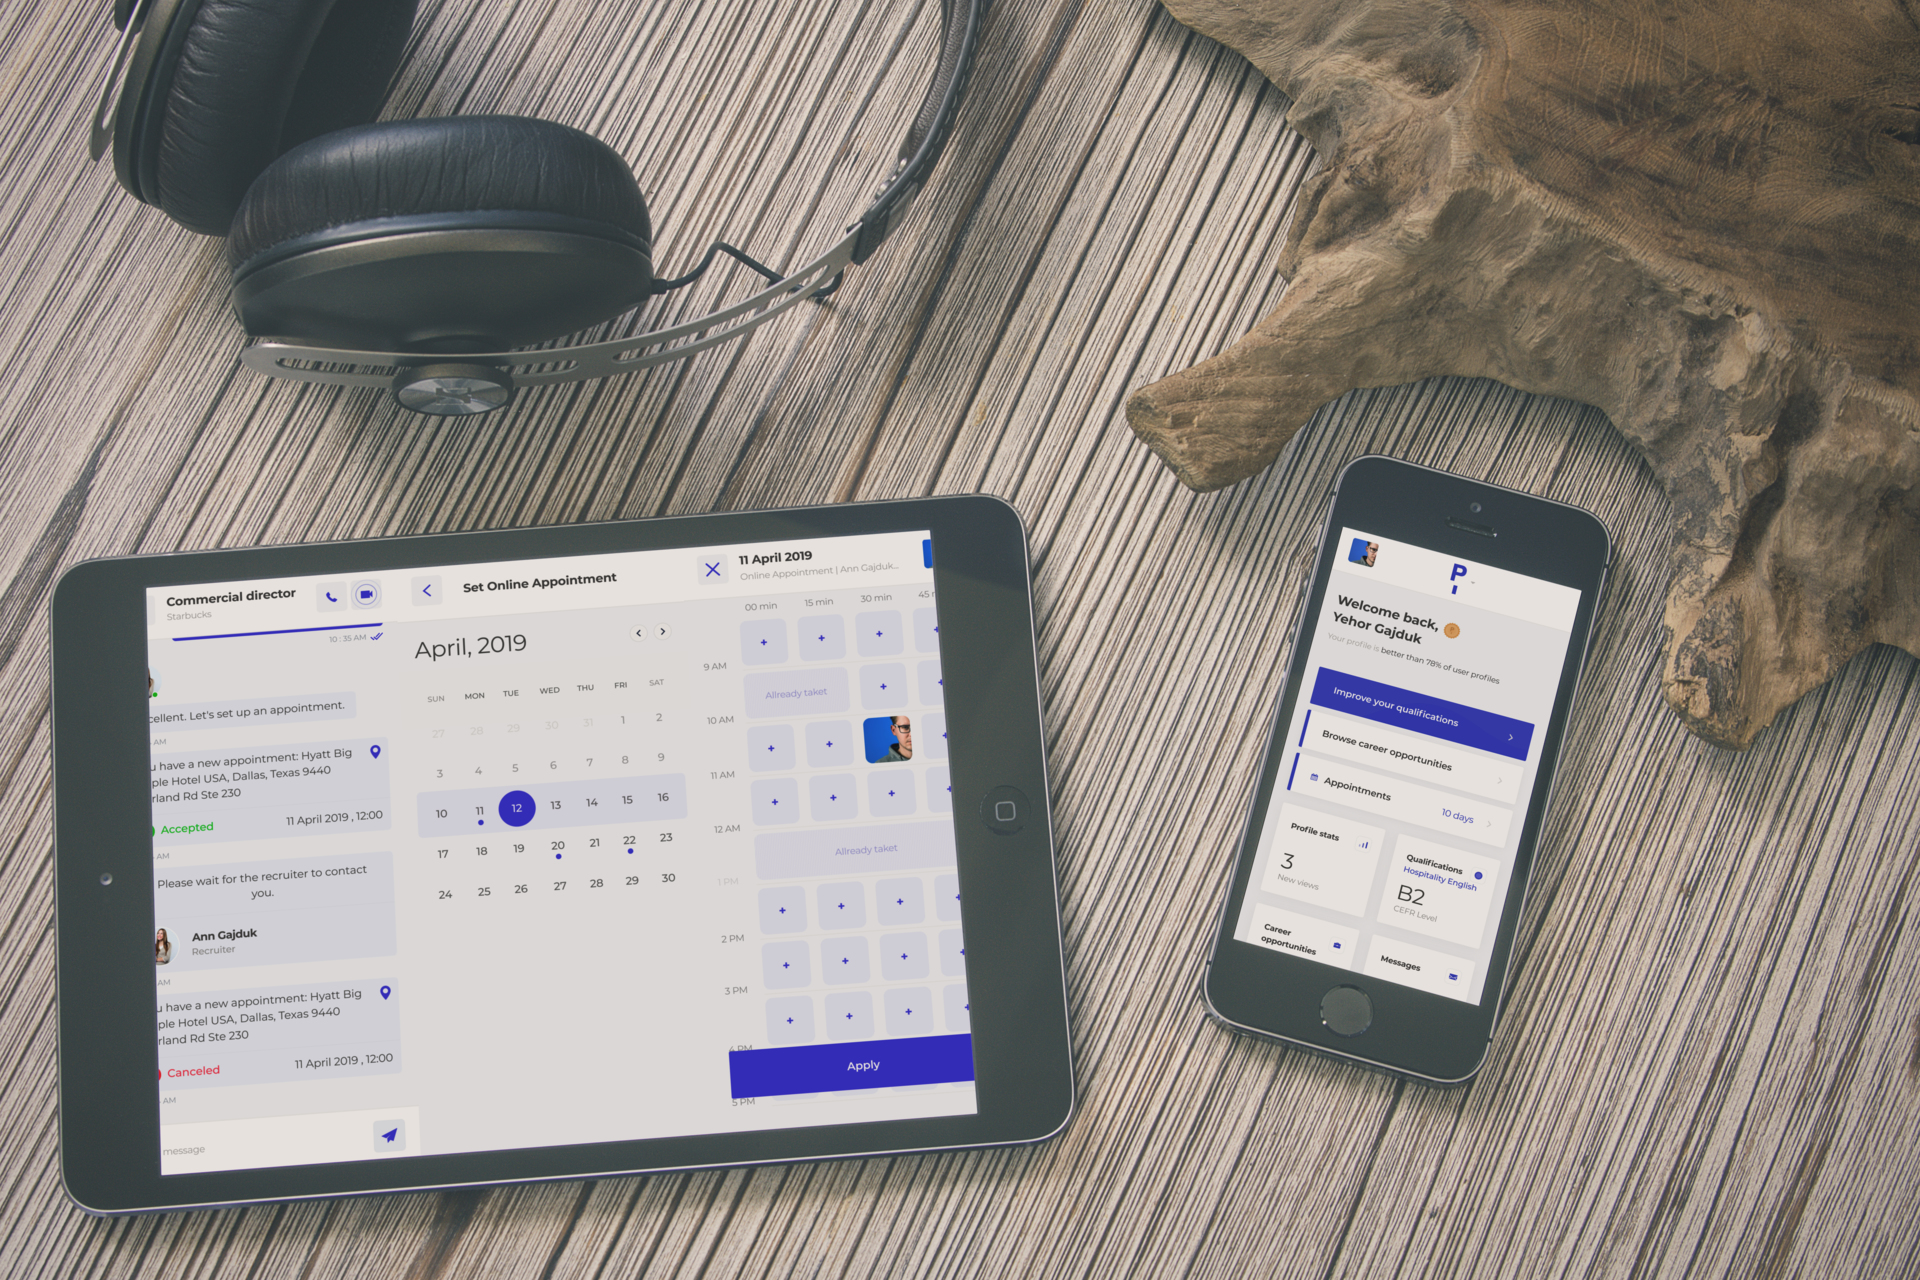 Commercial director
Starbucks
10 : 35 AM
cellent. Let's set up an appointment.
AM
u have a new appointment: Hyatt Big
ple Hotel USA, Dallas, Texas 9440
rland Rd Ste 230
Accepted
11 April 2019 , 12:00
AM
Please wait for the recruiter to contact
you.
Ann Gajduk
Recruiter
AM
u have a new appointment: Hyatt Big
ple Hotel USA, Dallas, Texas 9440
rland Rd Ste 230
Canceled
11 April 2019 , 12:00
AM
message
Set Online Appointment
April, 2019
SUN MON TUE WED THU FRI SAT
27 28 29 30 31 1 2
3 4 5 6 7 8 9
10 11 12 13 14 15 16
17 18 19 20 21 22 23
24 25 26 27 28 29 30
11 April 2019
Online Appointment | Ann Gajduk...
00 min 15 min 30 min 45
9 AM
Allready taket
10 AM
11 AM
12 AM
Allready taket
1 PM
2 PM
3 PM
4 PM
Apply
5 PM
P
Welcome back,
Yehor Gajduk
Your profile is better than 78% of user profiles
Improve your qualifications
Browse career opportunities
Appointments
10 days
Profile stats
3
New views
Qualifications
Hospitality English
B2
CEFR Level
Career
opportunities
Messages